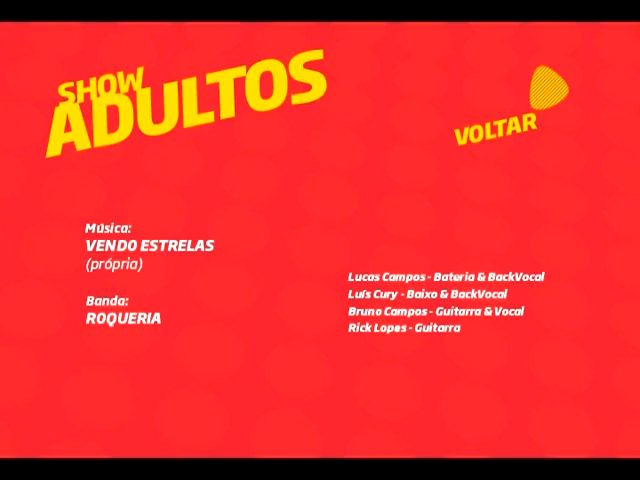 SHOW
ADULTOS
VOLTAR
Música:
VENDO ESTRELAS
(própria)
Banda:
ROQUERIA
Lucas Campos - Bateria & BackVocal
Luís Cury - Baixo & BackVocal
Bruno Campos - Guitarra & Vocal
Rick Lopes - Guitarra